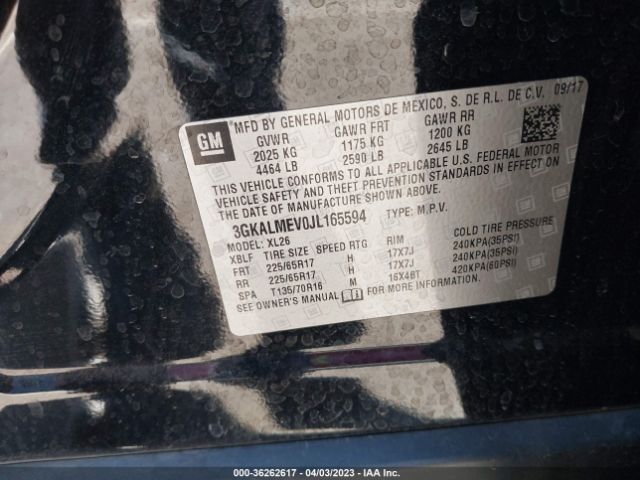 GM
MFD BY GENERAL MOTORS DE MEXICO, S. DE R.L. DE C.V. 09/17
GVWR GAWR FRT GAWR RR
2025 KG 1175 KG 1200 KG
4464 LB 2590 LB 2645 LB
THIS VEHICLE CONFORMS TO ALL APPLICABLE U.S. FEDERAL MOTOR
VEHICLE SAFETY AND THEFT PREVENTION STANDARDS IN EFFECT
ON THE DATE OF MANUFACTURE SHOWN ABOVE.
3GKALMEV0JL165594 TYPE: M.P.V.
MODEL: XL26
XBLF TIRE SIZE SPEED RTG RIM COLD TIRE PRESSURE
FRT 225/65R17 H 17X7J 240KPA(35PSI)
RR 225/65R17 H 17X7J 240KPA(35PSI)
SPA T135/70R16 M 16X4BT 420KPA(60PSI)
SEE OWNER'S MANUAL FOR ADDITIONAL INFORMATION
000-36262617 - 04/03/2023 - IAA Inc.